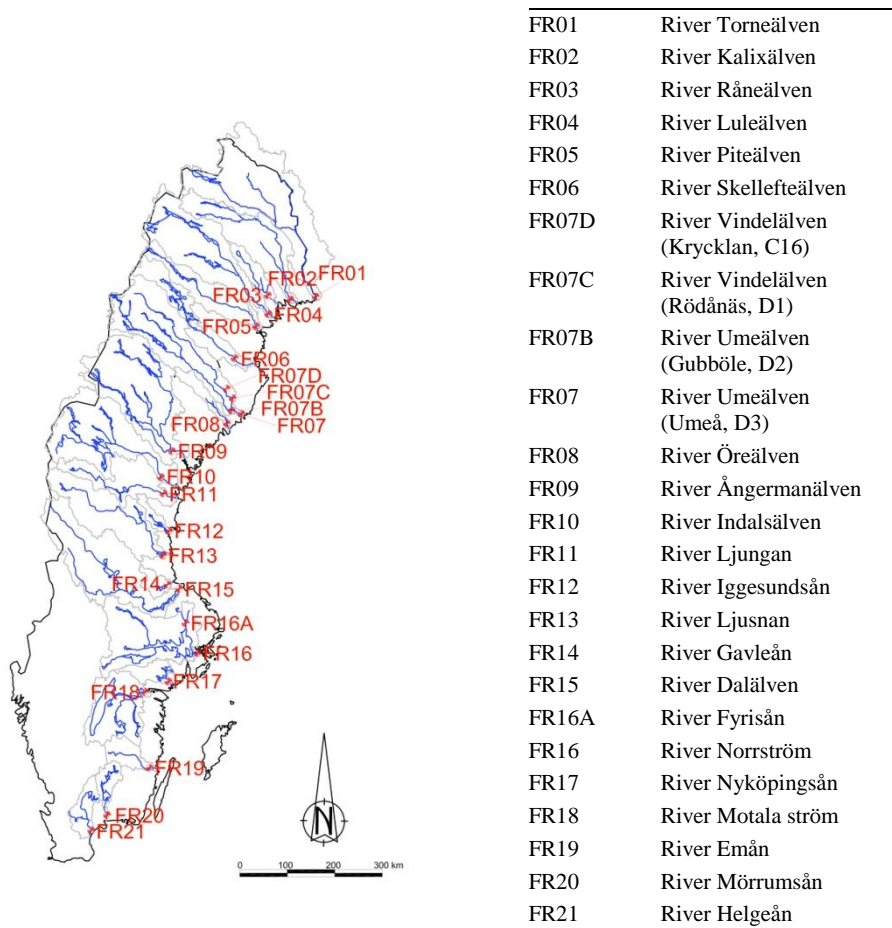 FR01 River Torneälven
FR02 River Kalixälven
FR03 River Råneälven
FR04 River Luleälven
FR05 River Piteälven
FR06 River Skellefteälven
FR07D River Vindelälven
(Krycklan, C16)
FR07C River Vindelälven
(Rödånäs, D1)
FR07B River Umeälven
(Gubböle, D2)
FR07 River Umeälven
(Umeå, D3)
FR08 River Öreälven
FR09 River Ångermanälven
FR10 River Indalsälven
FR11 River Ljungan
FR12 River Iggesundsån
FR13 River Ljusnan
FR14 River Gavleån
FR15 River Dalälven
FR16A River Fyrisån
FR16 River Norrström
FR17 River Nyköpingsån
FR18 River Motala ström
FR19 River Emån
FR20 River Mörrumsån
FR21 River Helgeån
FR01
FR02
FR03
FR04
FR05
FR06
FR07D
FR07C
FR07B
FR07
FR08
FR09
FR10
FR11
FR12
FR13
FR14
FR15
FR16A
FR16
FR17
FR18
FR19
FR20
FR21
N
0 100 200 300 km